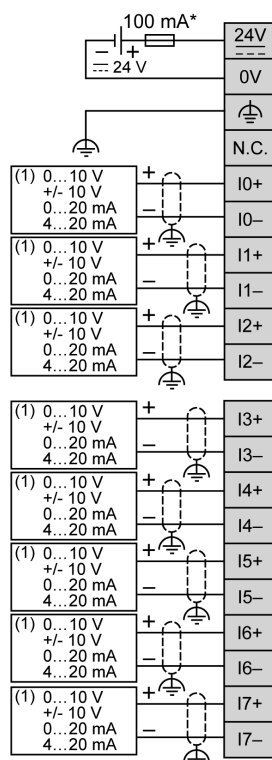 100 mA*
− +
⎓ 24 V
24V
⎓
0V
N.C.
(1) 0...10 V + I0+
+/- 10 V
0...20 mA − I0−
4...20 mA
(1) 0...10 V + I1+
+/- 10 V
0...20 mA − I1−
4...20 mA
(1) 0...10 V + I2+
+/- 10 V
0...20 mA − I2−
4...20 mA
(1) 0...10 V + I3+
+/- 10 V
0...20 mA − I3−
4...20 mA
(1) 0...10 V + I4+
+/- 10 V
0...20 mA − I4−
4...20 mA
(1) 0...10 V + I5+
+/- 10 V
0...20 mA − I5−
4...20 mA
(1) 0...10 V + I6+
+/- 10 V
0...20 mA − I6−
4...20 mA
(1) 0...10 V + I7+
+/- 10 V
0...20 mA − I7−
4...20 mA